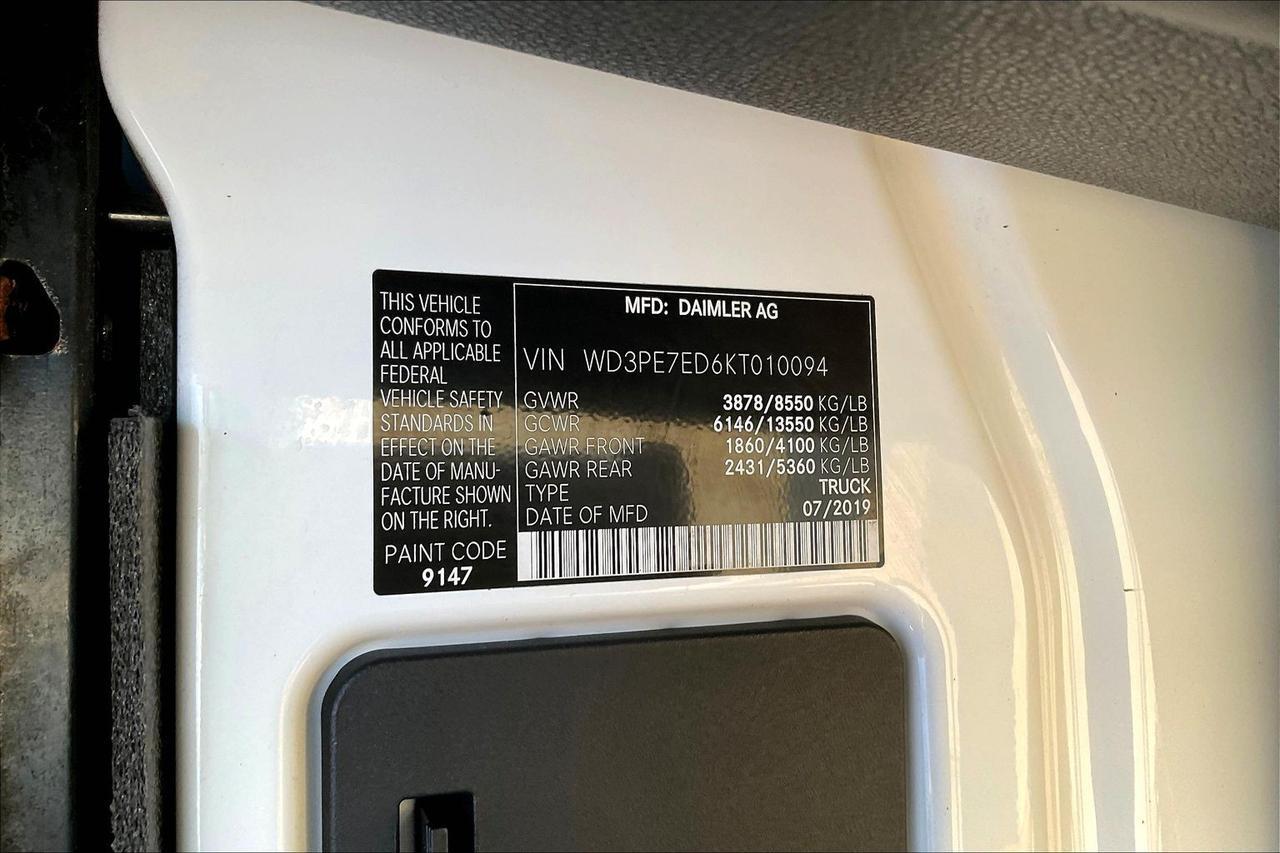 THIS VEHICLE
CONFORMS TO
ALL APPLICABLE
FEDERAL
VEHICLE SAFETY
STANDARDS IN
EFFECT ON THE
DATE OF MANU-
FACTURE SHOWN
ON THE RIGHT.
PAINT CODE
9147
MFD: DAIMLER AG
VIN WD3PE7ED6KT010094
GVWR 3878/8550 KG/LB
GCWR 6146/13550 KG/LB
GAWR FRONT 1860/4100 KG/LB
GAWR REAR 2431/5360 KG/LB
TYPE TRUCK
DATE OF MFD 07/2019